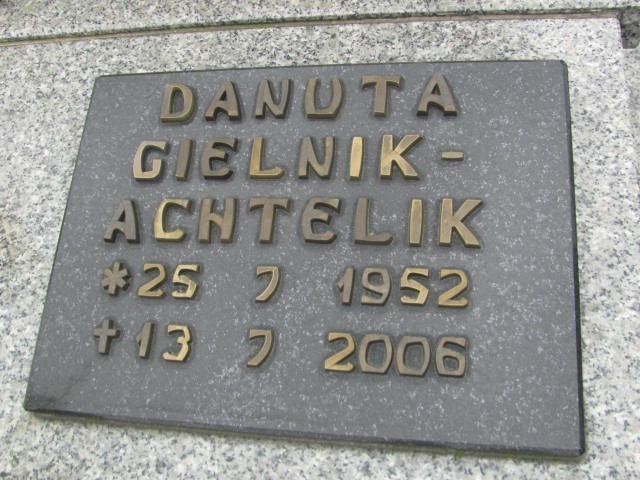 DANUTA
GIELNIK-
ACHTELIK
*25 7 1952
†13 7 2006